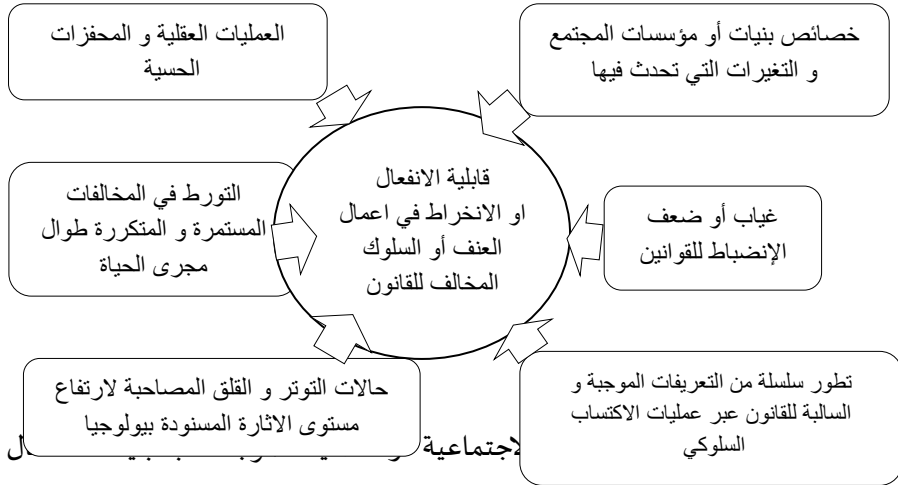 خصائص بنيات أو مؤسسات المجتمع
و التغيرات التي تحدث فيها
العمليات العقلية و المحفزات
الحسية
قابلية الانفعال
او الانخراط في اعمال
العنف أو السلوك
المخالف للقانون
غياب أو ضعف
الإنضباط للقوانين
التورط في المخالفات
المستمرة و المتكررة طوال
مجرى الحياة
تطور سلسلة من التعريفات الموجبة و
السالبة للقانون عبر عمليات الاكتساب
السلوكي
حالات التوتر و القلق المصاحبة لارتفاع
مستوى الاثارة المسنودة بيولوجيا